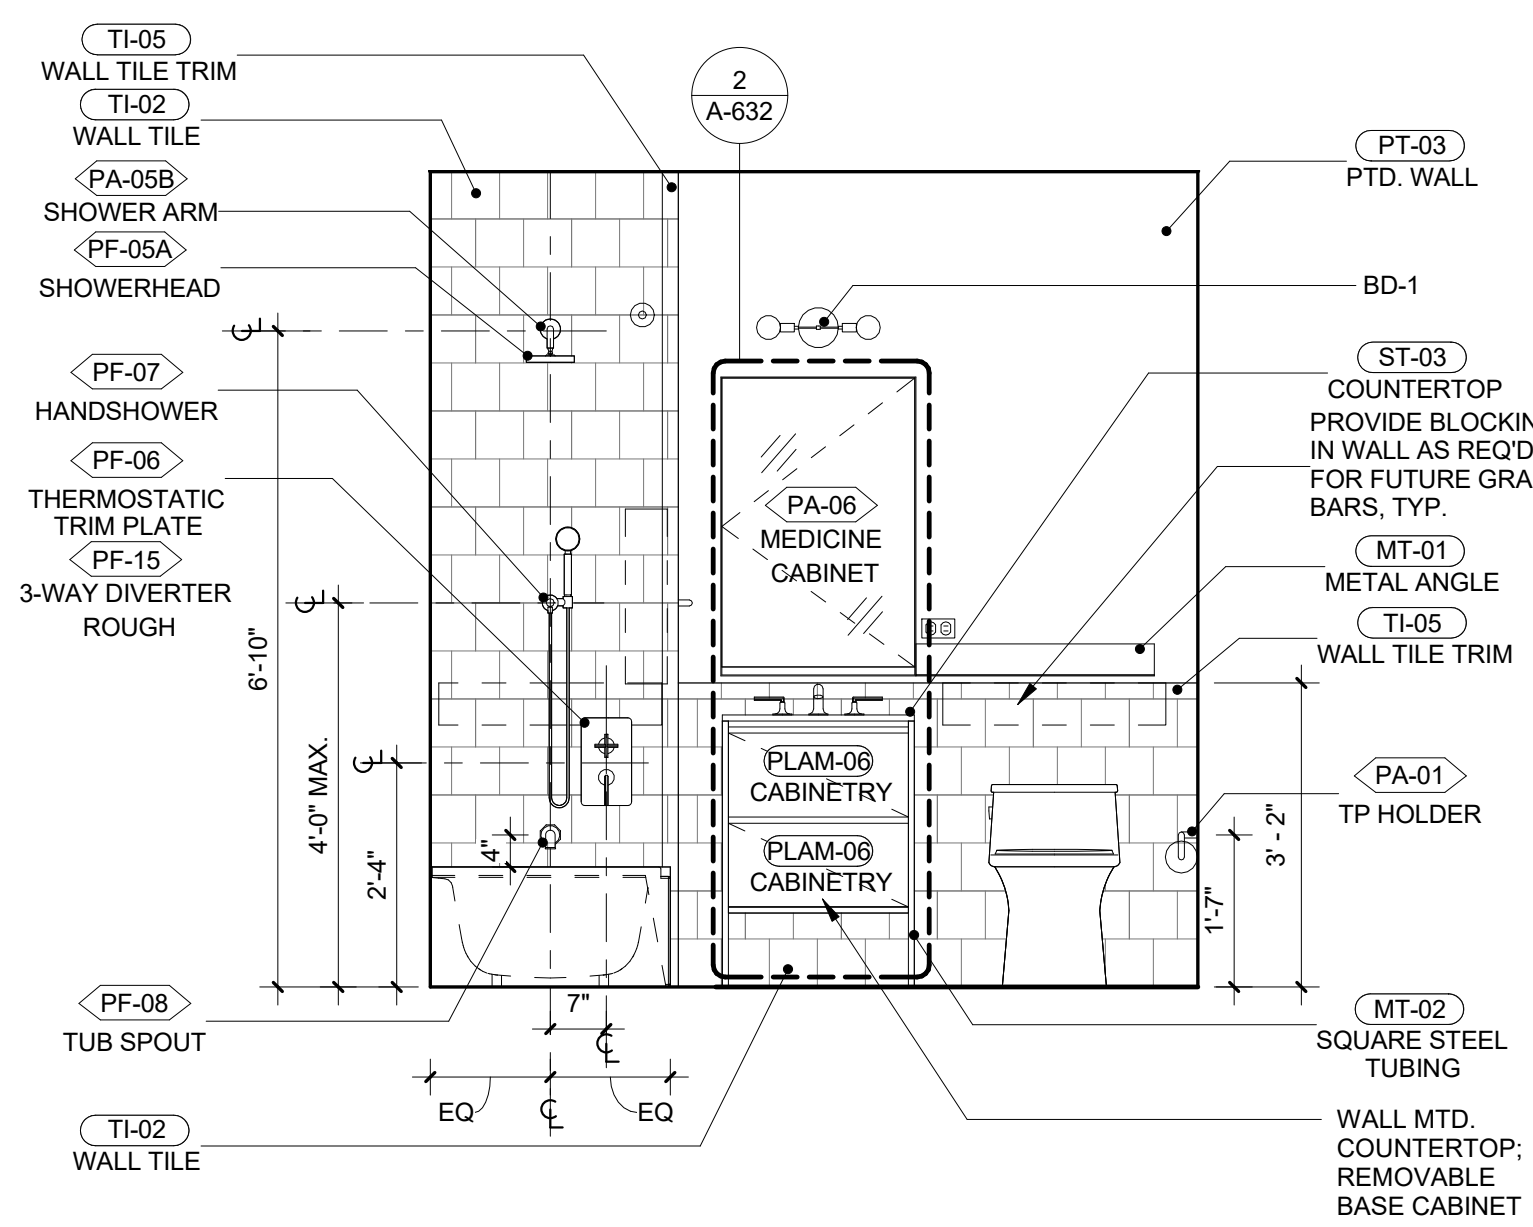 TI-05
WALL TILE TRIM
TI-02
WALL TILE
PA-05B
SHOWER ARM
PF-05A
SHOWERHEAD
PF-07
HANDSHOWER
PF-06
THERMOSTATIC
TRIM PLATE
PF-15
3-WAY DIVERTER
ROUGH
PF-08
TUB SPOUT
TI-02
WALL TILE
CL
CL
CL
6'-10"
4'-0" MAX.
2'-4"
4"
7"
CL
EQ
CL
EQ
2
A-632
PA-06
MEDICINE
CABINET
PLAM-06
CABINETRY
PLAM-06
CABINETRY
PT-03
PTD. WALL
BD-1
ST-03
COUNTERTOP
PROVIDE BLOCKIN
IN WALL AS REQ'D
FOR FUTURE GRA
BARS, TYP.
MT-01
METAL ANGLE
TI-05
WALL TILE TRIM
PA-01
TP HOLDER
3' - 2"
1'-7"
MT-02
SQUARE STEEL
TUBING
WALL MTD.
COUNTERTOP;
REMOVABLE
BASE CABINET